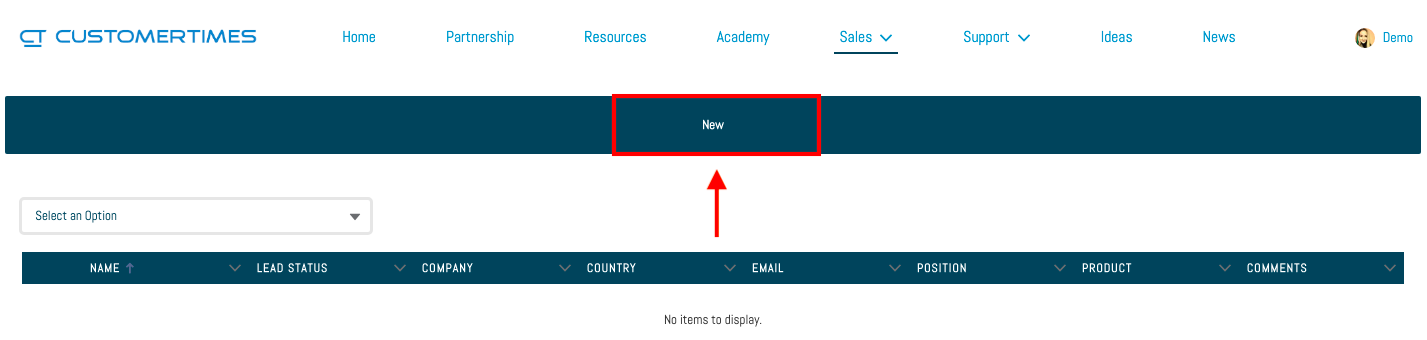 CT CUSTOMERTIMES Home Partnership Resources Academy Sales Support Ideas News Demo
New
Select an Option
NAME LEAD STATUS COMPANY COUNTRY EMAIL POSITION PRODUCT COMMENTS
No items to display.